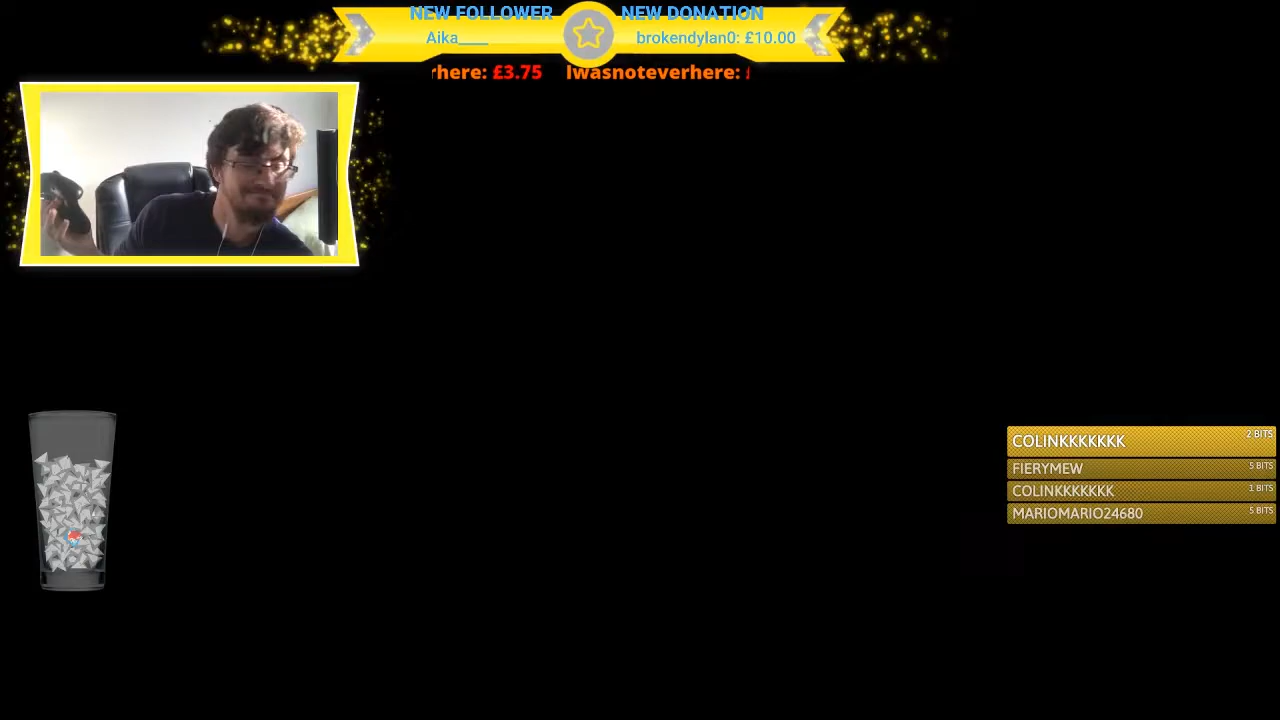 NEW FOLLOWER
NEW DONATION
Aika____
brokendylan0: £10.00
here: £3.75 Iwasnoteverhere:
COLINKKKKKKK 2 BITS
FIERYMEW 5 BITS
COLINKKKKKKK 1 BITS
MARIOMARIO24680 5 BITS